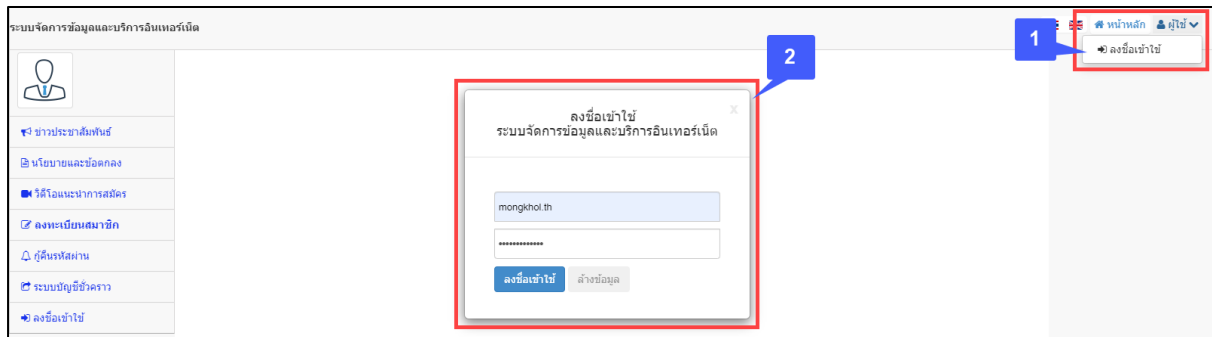 ระบบจัดการข้อมูลและบริการอินเทอร์เน็ต
หน้าหลัก ผู้ใช้
1
ลงชื่อเข้าใช้
2
ข่าวประชาสัมพันธ์
นโยบายและข้อตกลง
วิดีโอแนะนำการสมัคร
ลงทะเบียนสมาชิก
กู้คืนรหัสผ่าน
ระบบบัญชีชั่วคราว
ลงชื่อเข้าใช้
x
ลงชื่อเข้าใช้
ระบบจัดการข้อมูลและบริการอินเทอร์เน็ต
mongkhol.th
•••••••••••••
ลงชื่อเข้าใช้ ล้างข้อมูล